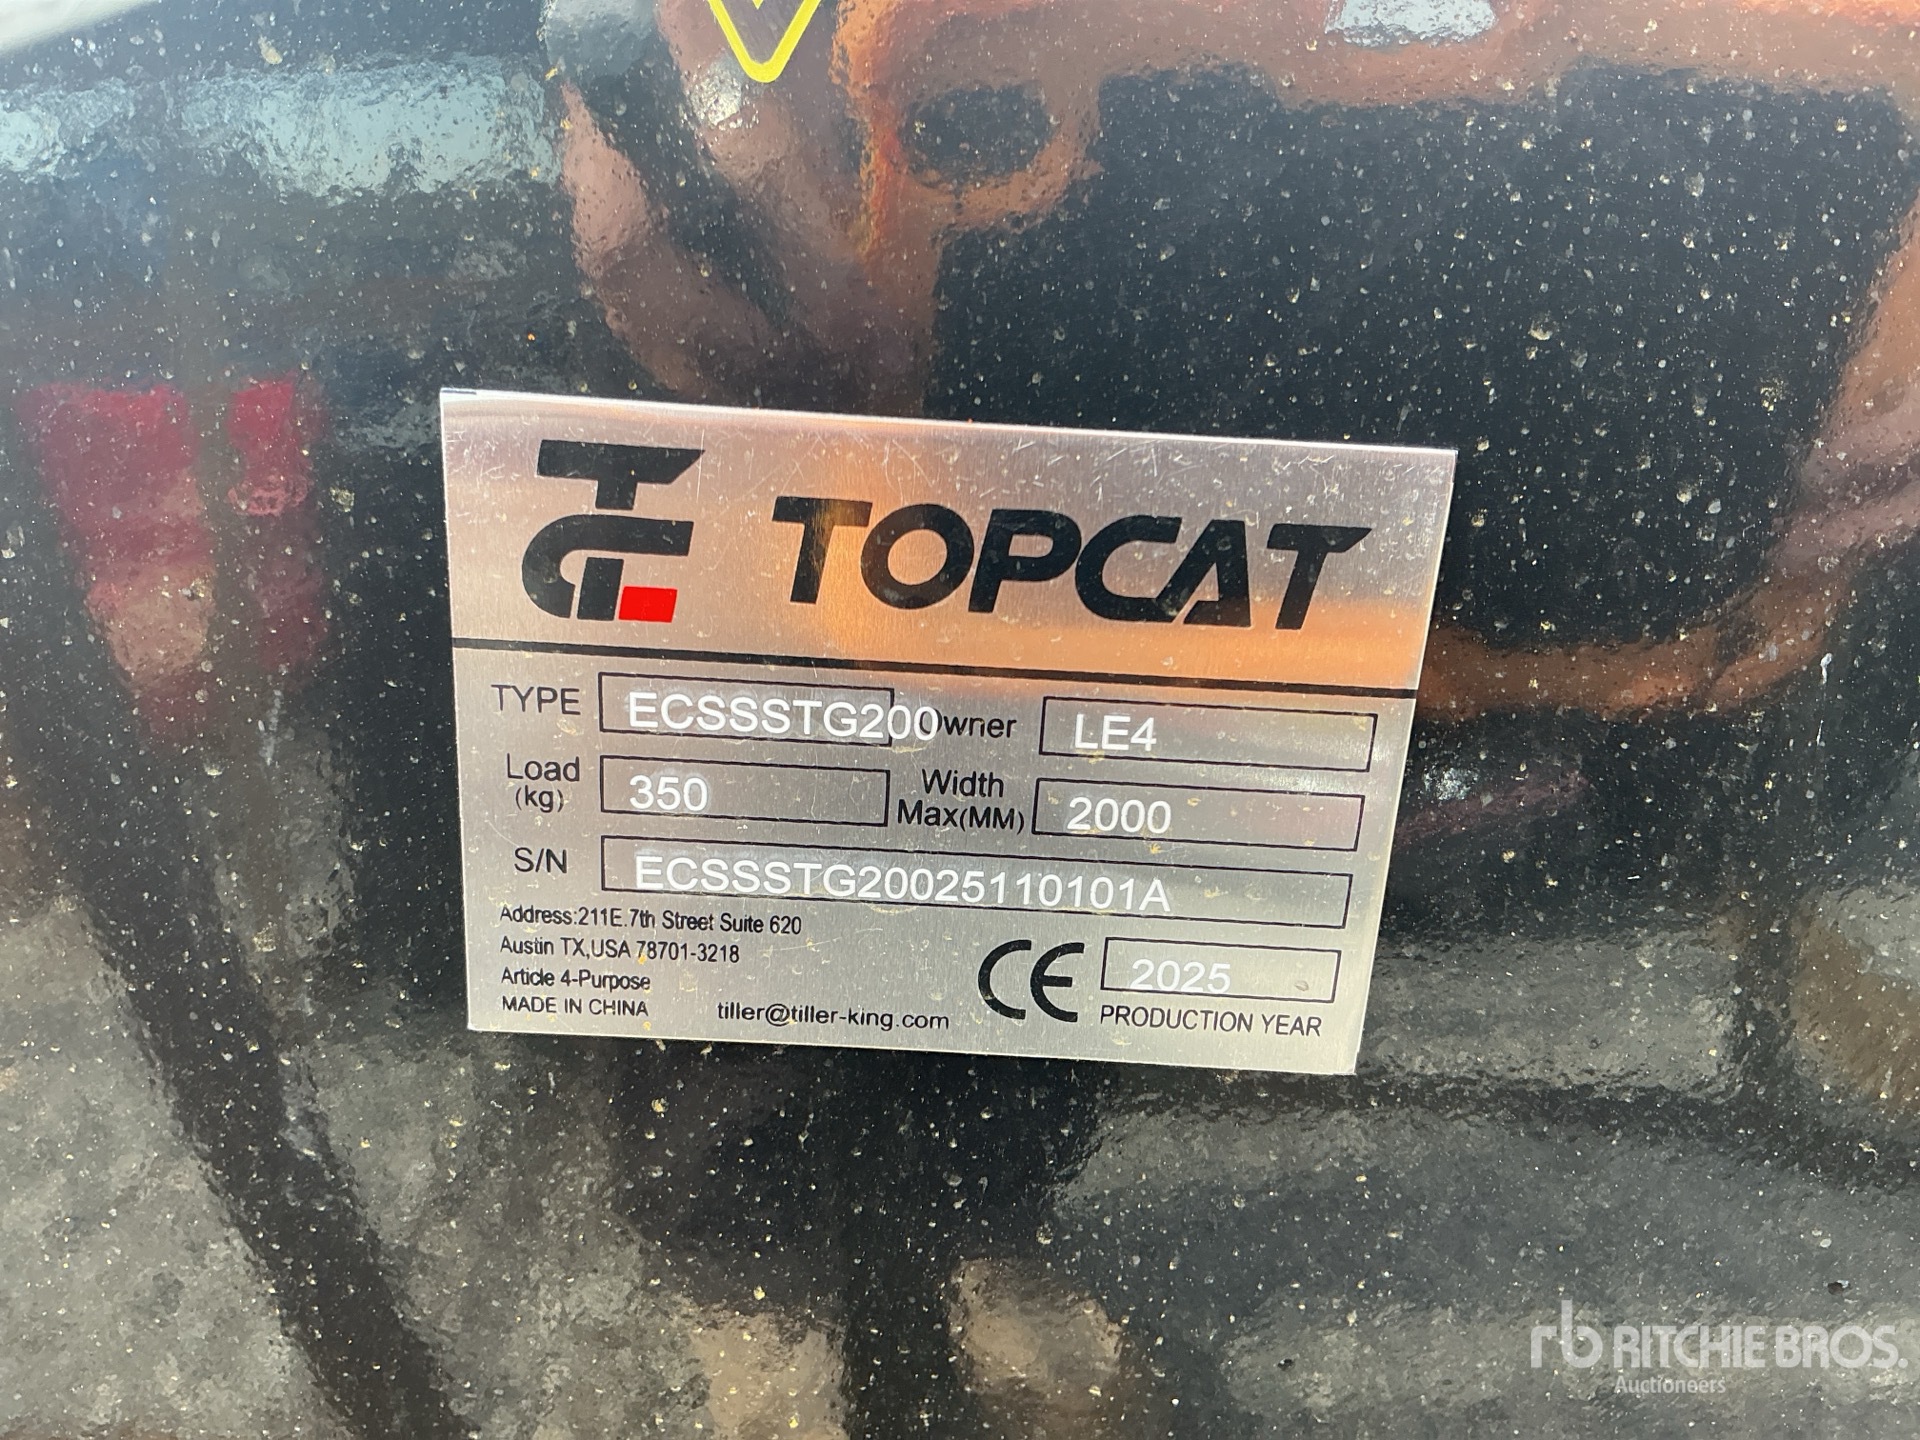 TOPCAT
TYPE ECSSSTG200 Owner LE4
Load (kg) 350 Width Max(MM) 2000
S/N ECSSSTG20025110101A
Address:211E.7th Street Suite 620
Austin TX,USA 78701-3218
Article 4-Purpose
MADE IN CHINA tiller@tiller-king.com
CE 2025
PRODUCTION YEAR
rb RITCHIE BROS.
Auctioneers